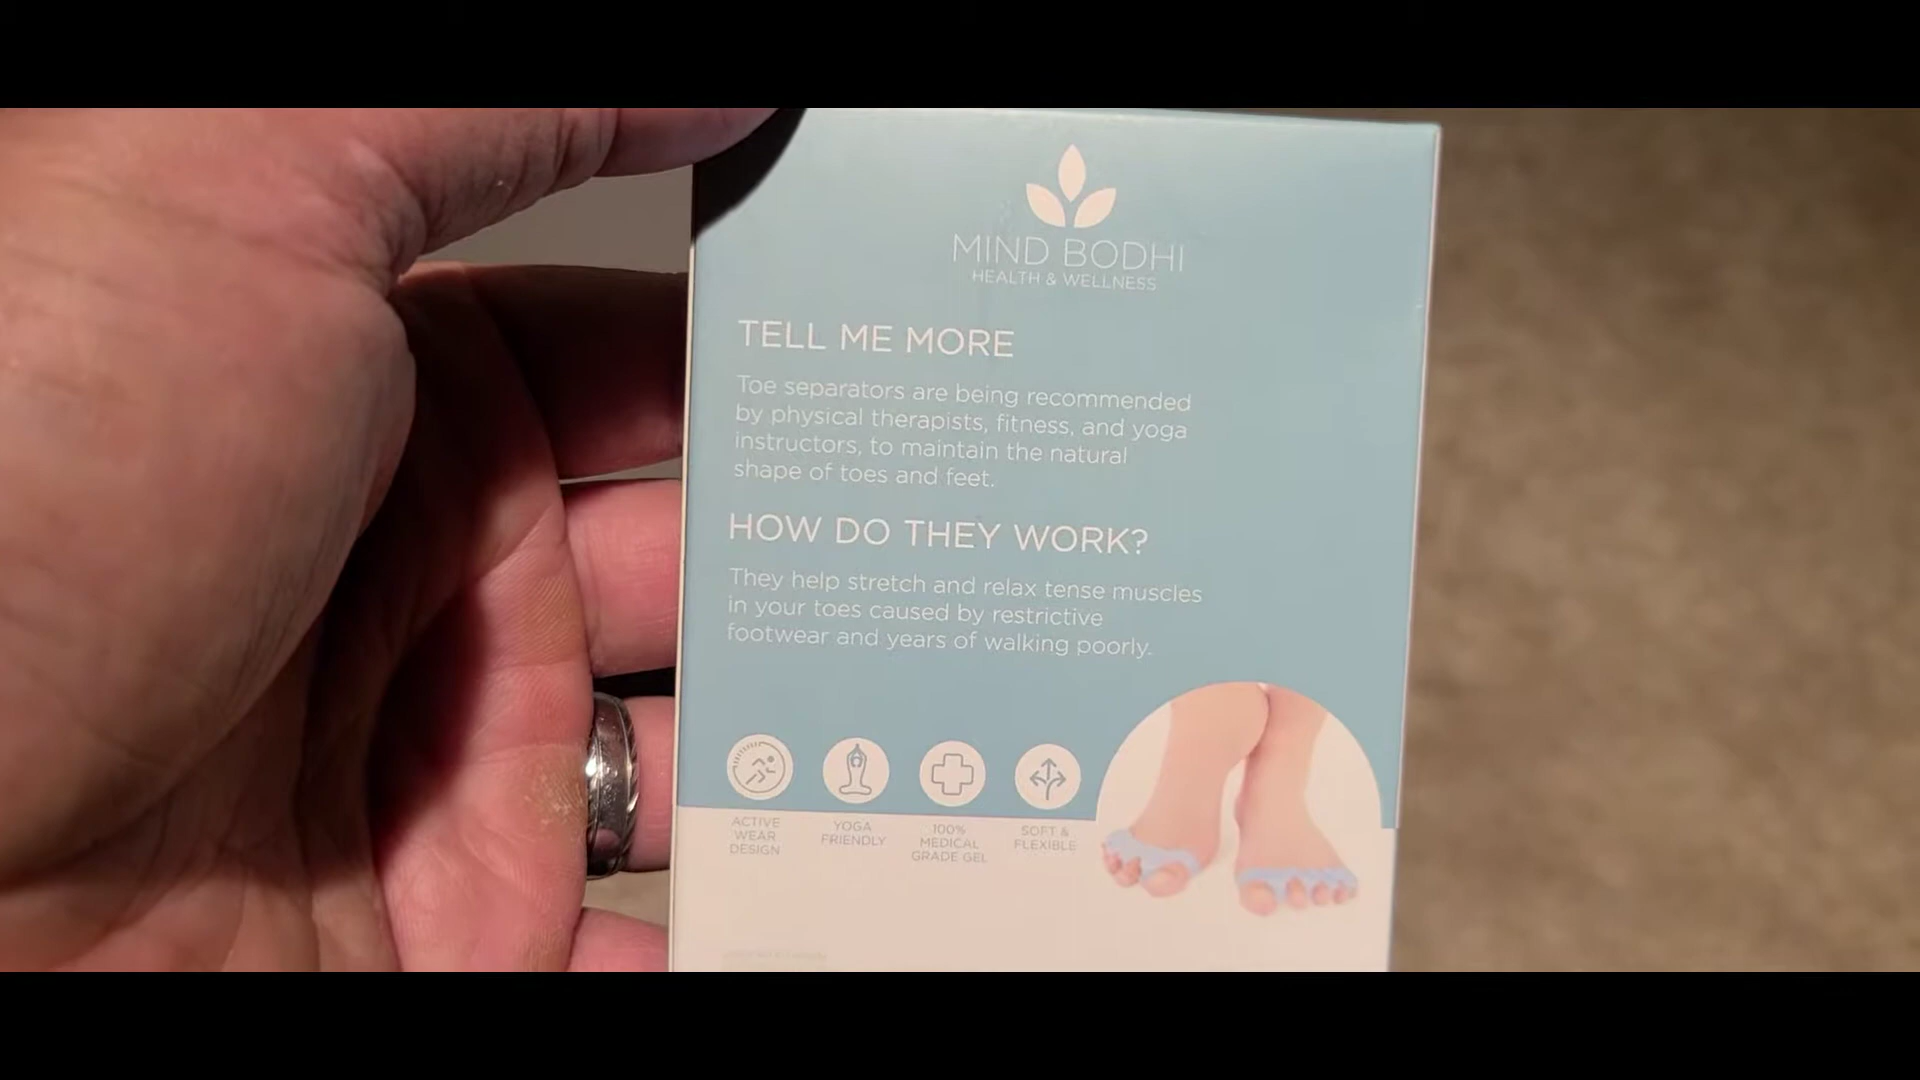 MIND BODHI
HEALTH & WELLNESS
TELL ME MORE
Toe separators are being recommended
by physical therapists, fitness, and yoga
instructors, to maintain the natural
shape of toes and feet.
HOW DO THEY WORK?
They help stretch and relax tense muscles
in your toes caused by restrictive
footwear and years of walking poorly.
ACTIVE
WEAR
DESIGN
YOGA
FRIENDLY
100%
MEDICAL
GRADE GEL
SOFT &
FLEXIBLE